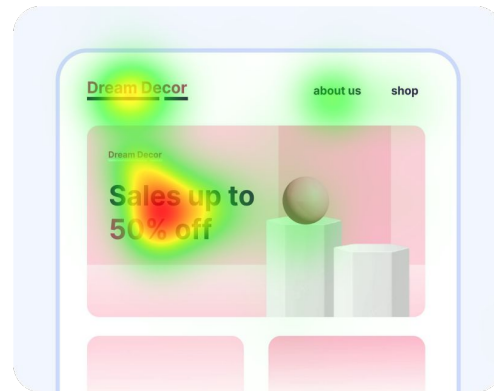 Dream Decor
about us shop
Dream Decor
Sales up to
50% off